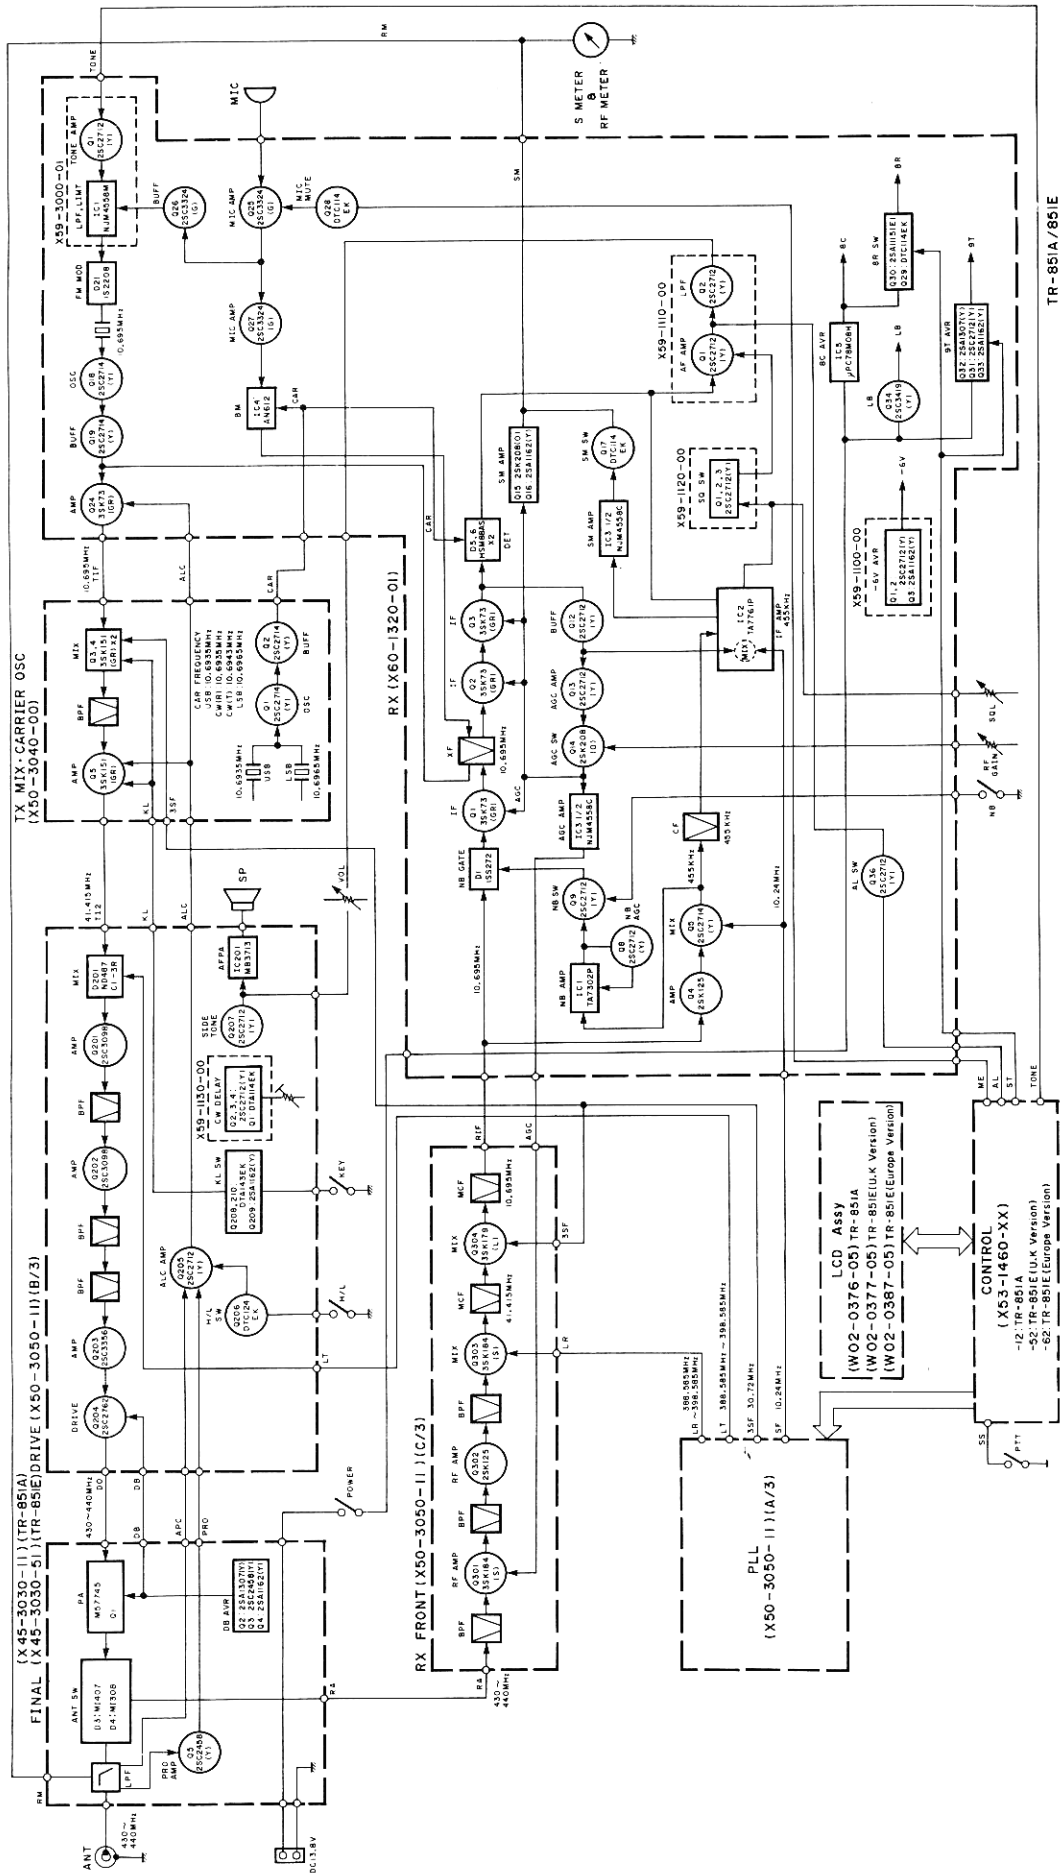 TR-851A/851E
ANT
430~
440MHz
RM
LPF
ANT SW
D3:MI407
D4:MI308
PA
M57745
Q1
PRO
AMP
Q5
2SC2458
(Y)
DB AVR
Q2:2SA1307(Y)
Q3:2SC2458(Y)
Q4:2SA1162(Y)
FINAL
(X45-3030-11)(TR-851A)
(X45-3030-51)(TR-851E)
430~440MHz
DO
DB
DB
APC
PRO
RA
POWER
DC13.8V
DRIVE (X50-3050-11)(B/3)
DRIVE
Q204
2SC2762
AMP
Q203
2SC3356
BPF
BPF
AMP
Q202
2SC3098
BPF
AMP
Q201
2SC3098
MIX
D201
ND487
C1-3R
ALC AMP
Q205
2SC2712
(Y)
H/L
SW
Q206
DTC124
EK
H/L
LT
KL SW
Q208,210:
DTA143EK
Q209:2SA1162(Y)
KEY
X59-1130-00
CW DELAY
Q2,3,4:
2SC2712(Y)
Q1:DTA114EK
SIDE
TONE
Q207
2SC2712
(Y)
AFPA
IC201
MB3713
SP
VOL
41.415MHz
T12
KL
ALC
TX MIX·CARRIER OSC
(X50-3040-00)
AMP
Q5
3SK151
(GR)
BPF
MIX
Q3,4
3SK151
(GR)X2
KL
3SF
10.6935MHz
USB
LSB
10.6965MHz
CAR FREQUENCY
USB:10.6935MHz
CW(R):10.6935MHz
CW(T):10.6943MHz
LSB:10.6965MHz
Q1
2SC2714
(Y)
OSC
Q2
2SC2714
(Y)
BUFF
10.695MHz
TIF
ALC
CAR
AMP
Q24
3SK73
(GR)
BUFF
Q19
2SC2714
(Y)
OSC
Q18
2SC2714
(Y)
10.695MHz
FM MOD
D21
1S2208
X59-3000-01
LPF,LIMT
IC1
NJM4558M
TONE AMP
Q1
2SC2712
(Y)
TONE
BUFF
Q26
2SC3324
(G)
BM
IC4
AN612
CAR
MIC AMP
Q27
2SC3324
(G)
MIC AMP
Q25
2SC3324
(G)
MIC
MIC
MUTE
Q28
DTC114
EK
RM
SM
S METER
&
RF METER
RX (X60-1320-01)
10.695MHz
NB GATE
D1
1SS272
IF
Q1
3SK73
(GR)
AGC
XF
10.695MHz
IF
Q2
3SK73
(GR)
IF
Q3
3SK73
(GR)
CAR
D5,6
HSM88AS
X2
DET
SM AMP
Q15:2SK208(O)
Q16:2SA1162(Y)
AGC AMP
IC3 1/2
NJM4558C
AGC SW
Q14
2SK208
(O)
AGC AMP
Q13
2SC2712
(Y)
BUFF
Q12
2SC2712
(Y)
SM AMP
IC3 1/2
NJM4558C
SM SW
Q17
DTC114
EK
NB AMP
IC1
TA7302P
NB SW
Q9
2SC2712
(Y)
NB
AGC
Q8
2SC2712
(Y)
AMP
Q4
2SK125
MIX
Q5
2SC2714
(Y)
455KHz
CF
455KHz
10.24MHz
(MIX)
IC2
TA7761P
IF AMP
455KHz
X59-1120-00
SQ SW
Q1,2,3
2SC2712(Y)
X59-1110-00
AF AMP
Q1
2SC2712
(Y)
LPF
Q2
2SC2712
(Y)
AL SW
Q36
2SC2712
(Y)
NB
RF
GAIN
SQL
X59-1100-00
-6V AVR
Q1,2
:2SC2712(Y)
Q3:2SA1162(Y)
-6V
LB
Q34
2SC3419
(Y)
LB
8C AVR
IC5
μPC78M08H
8C
8R SW
Q30:2SA1115(E)
Q29:DTC114EK
8R
9T AVR
Q32:2SA1307(Y)
Q31:2SC2712(Y)
Q33:2SA1162(Y)
9T
RX FRONT (X50-3050-11)(C/3)
RA
430~
440MHz
BPF
RF AMP
Q301
3SK184
(S)
BPF
RF AMP
Q302
2SK125
BPF
MIX
Q303
3SK184
(S)
MCF
41.415MHz
MIX
Q304
3SK179
(L)
MCF
10.695MHz
RIF
AGC
LR
3SF
PLL
(X50-3050-11)(A/3)
388.585MHz
LR~398.585MHz
LT 388.585MHz~398.585MHz
3SF 30.72MHz
SF 10.24MHz
LCD Assy
(W02-0376-05)TR-851A
(W02-0377-05)TR-851E(U.K Version)
(W02-0387-05)TR-851E(Europe Version)
CONTROL
(X53-1460-XX)
-12:TR-851A
-52:TR-851E(U.K Version)
-62:TR-851E(Europe Version)
SS
PTT
ME
AL
ST
TONE